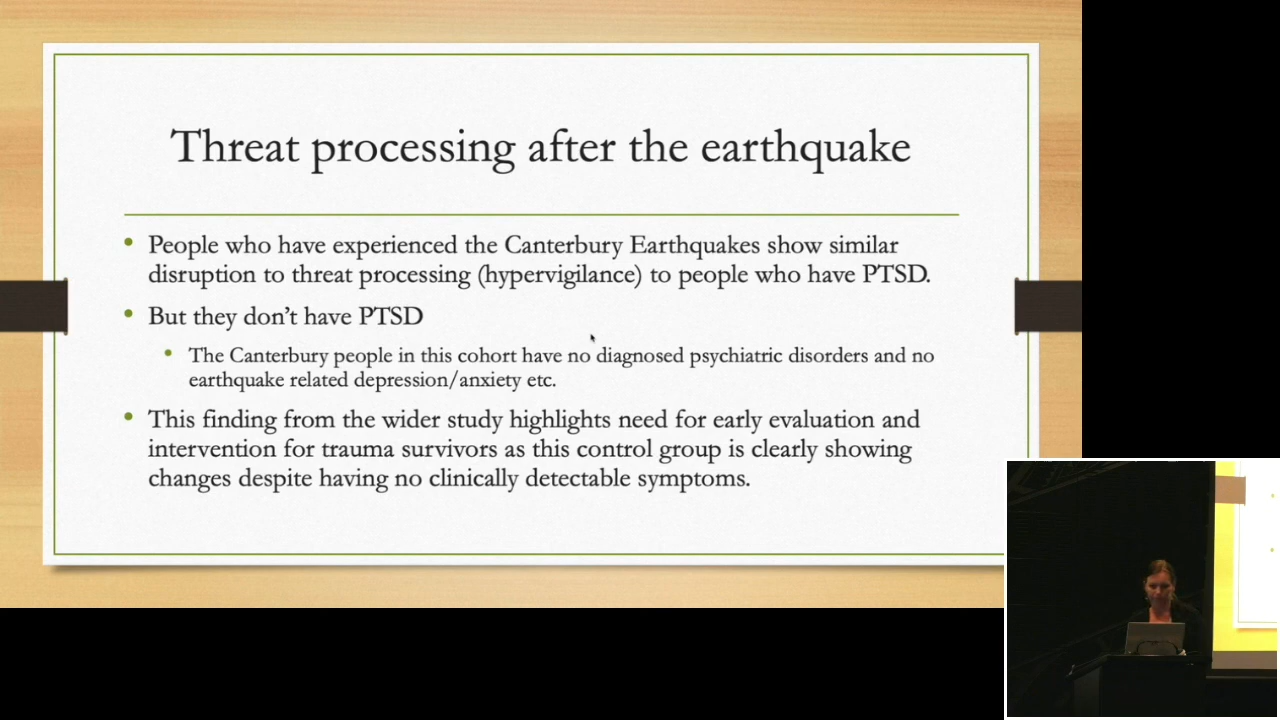 Threat processing after the earthquake
• People who have experienced the Canterbury Earthquakes show similar
disruption to threat processing (hypervigilance) to people who have PTSD.
• But they don’t have PTSD
• The Canterbury people in this cohort have no diagnosed psychiatric disorders and no
earthquake related depression/anxiety etc.
• This finding from the wider study highlights need for early evaluation and
intervention for trauma survivors as this control group is clearly showing
changes despite having no clinically detectable symptoms.